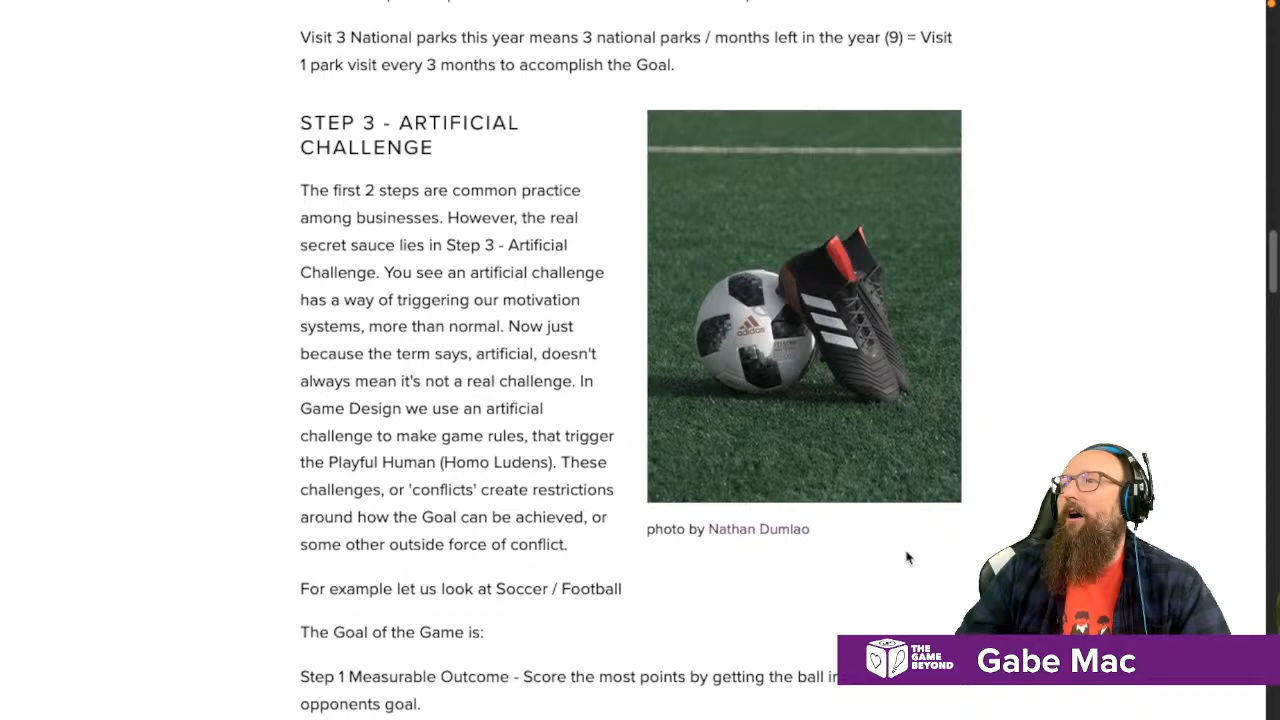 Visit 3 National parks this year means 3 national parks / months left in the year (9) = Visit
1 park visit every 3 months to accomplish the Goal.
STEP 3 - ARTIFICIAL
CHALLENGE
The first 2 steps are common practice
among businesses. However, the real
secret sauce lies in Step 3 - Artificial
Challenge. You see an artificial challenge
has a way of triggering our motivation
systems, more than normal. Now just
because the term says, artificial, doesn't
always mean it's not a real challenge. In
Game Design we use an artificial
challenge to make game rules, that trigger
the Playful Human (Homo Ludens). These
challenges, or 'conflicts' create restrictions
around how the Goal can be achieved, or
some other outside force of conflict.
adidas
photo by Nathan Dumlao
For example let us look at Soccer / Football
The Goal of the Game is:
Step 1 Measurable Outcome - Score the most points by getting the ball
opponents goal.
THE
GAME
BEYOND
Gabe Mac